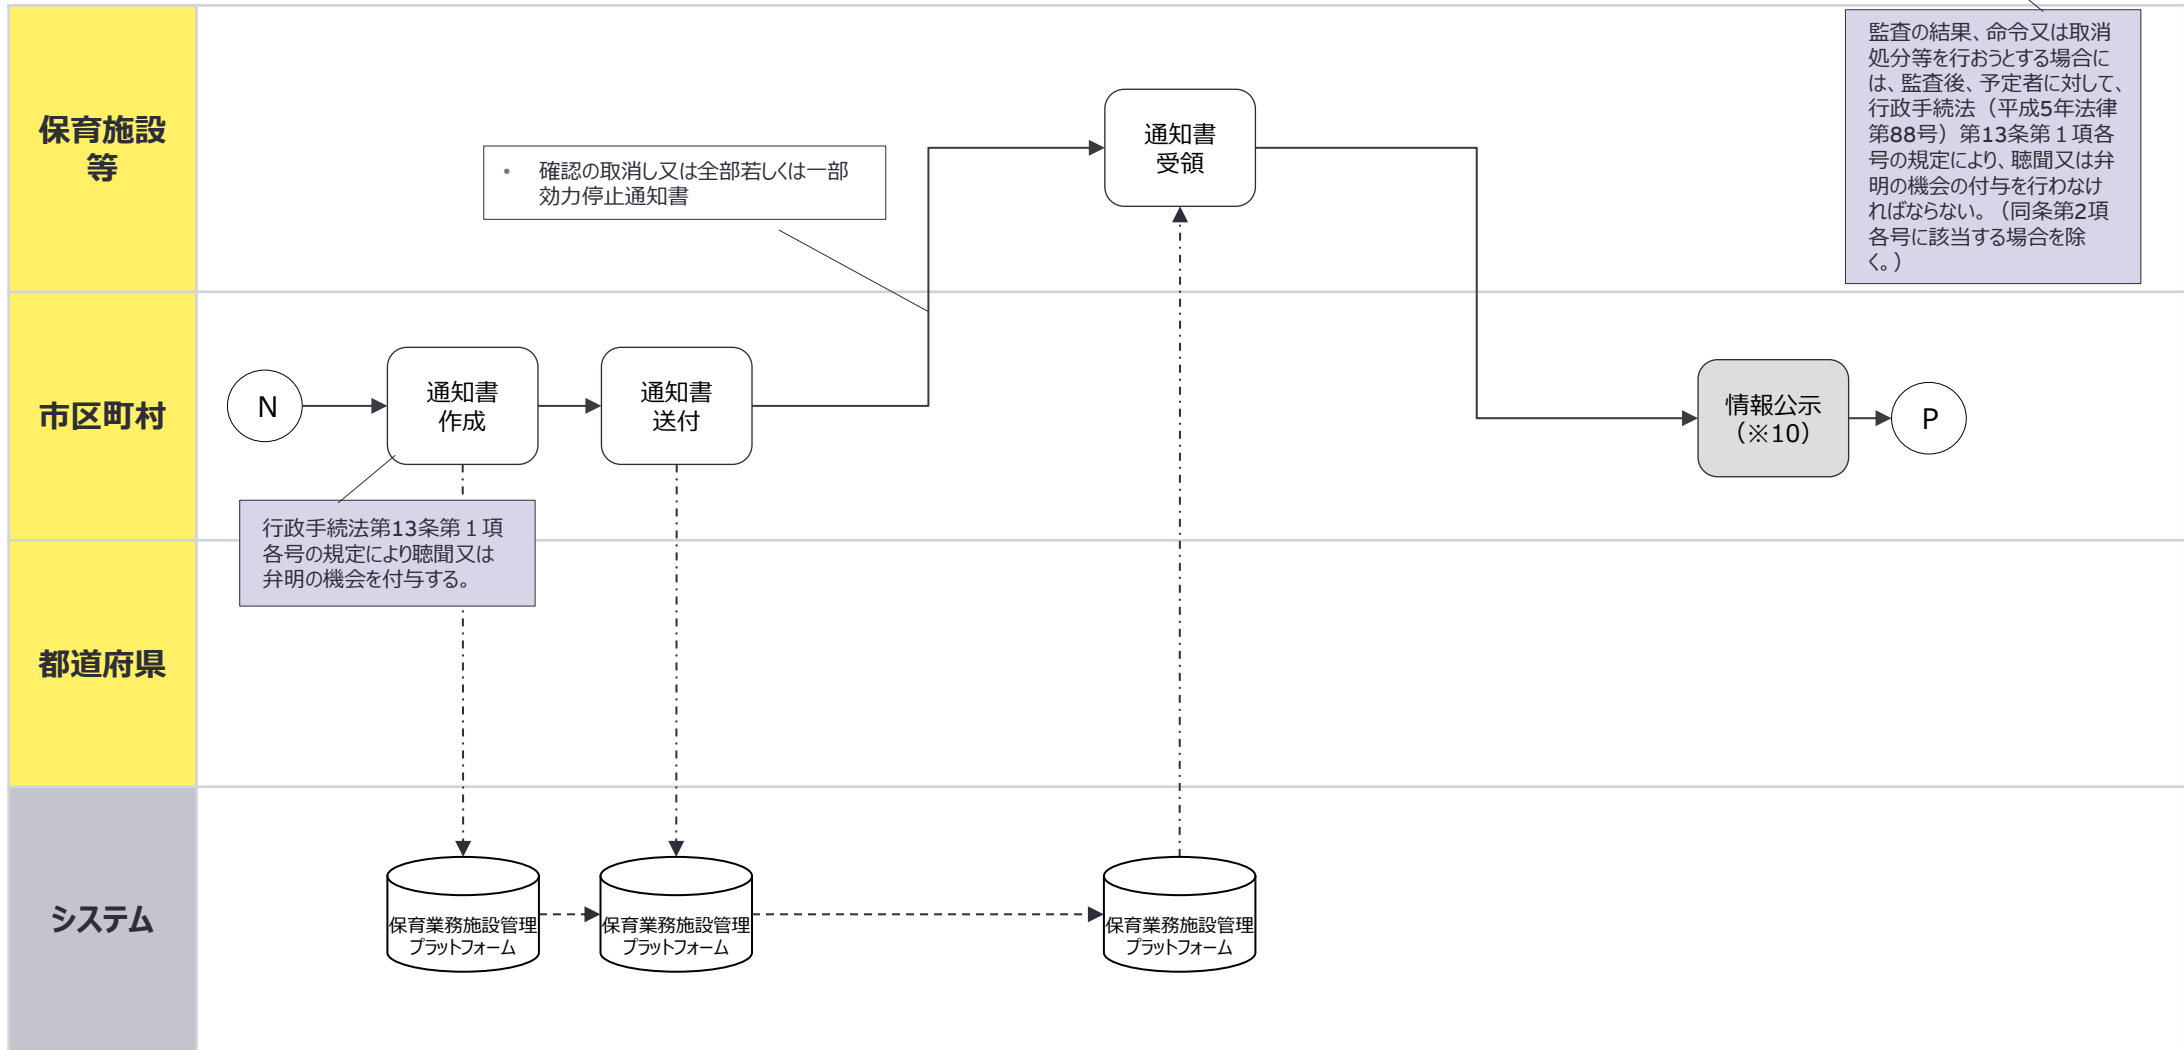 監査の結果、命令又は取消
処分等を行おうとする場合に
は、監査後、予定者に対して、
行政手続法（平成5年法律
第88号）第13条第１項各
号の規定により、聴聞又は弁
明の機会の付与を行わなけ
ればならない。（同条第2項
各号に該当する場合を除
く。）
保育施設
等
• 確認の取消し又は全部若しくは一部
効力停止通知書
通知書
受領
市区町村
N
通知書
作成
通知書
送付
情報公示
（※10）
P
行政手続法第13条第１項
各号の規定により聴聞又は
弁明の機会を付与する。
都道府県
システム
保育業務施設管理
プラットフォーム
保育業務施設管理
プラットフォーム
保育業務施設管理
プラットフォーム